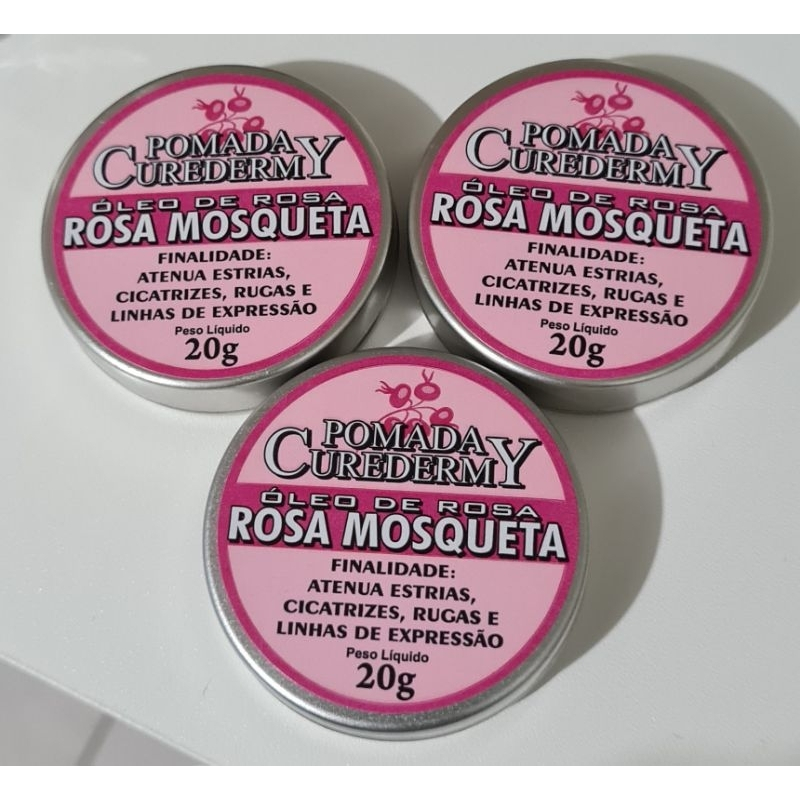 POMADA
CUREDERMY
ÓLEO DE ROSA
ROSA MOSQUETA
FINALIDADE:
ATENUA ESTRIAS,
CICATRIZES, RUGAS E
LINHAS DE EXPRESSÃO
Peso Líquido
20g
POMADA
CUREDERMY
ÓLEO DE ROSA
ROSA MOSQUETA
FINALIDADE:
ATENUA ESTRIAS,
CICATRIZES, RUGAS E
LINHAS DE EXPRESSÃO
Peso Líquido
20g
POMADA
CUREDERMY
ÓLEO DE ROSA
ROSA MOSQUETA
FINALIDADE:
ATENUA ESTRIAS,
CICATRIZES, RUGAS E
LINHAS DE EXPRESSÃO
Peso Líquido
20g